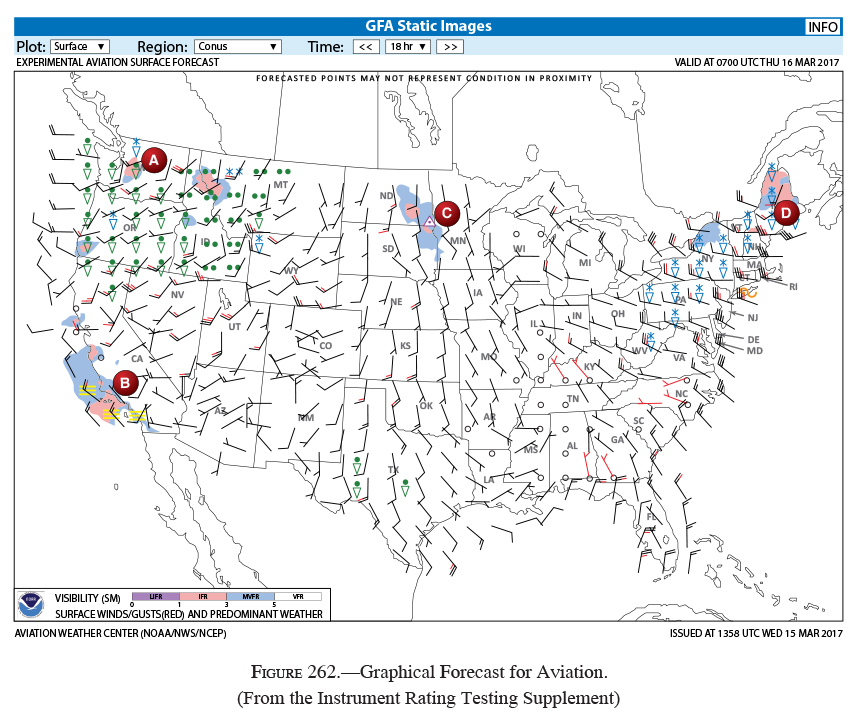 GFA Static Images
INFO
Plot: Surface Region: Conus Time: << 18 hr >>
EXPERIMENTAL AVIATION SURFACE FORECAST VALID AT 0700 UTC THU 16 MAR 2017
FORECASTED POINTS MAY NOT REPRESENT CONDITION IN PROXIMITY
A
MT
ND
C
D
OR
MN
WI
ID
SD
NY
NH
MI
MA
CT
WY
RI
NV
NE
IA
PA
IN
OH
NJ
UT
IL
DE
CO
KS
WV
MD
CA
MO
VA
KY
B
NC
TN
AZ
NM
OK
AR
SC
GA
AL
MS
TX
LA
FL
VISIBILITY (SM) LIFR IFR MVFR VFR
0 1 3 5
SURFACE WINDS/GUSTS(RED) AND PREDOMINANT WEATHER
AVIATION WEATHER CENTER (NOAA/NWS/NCEP) ISSUED AT 1358 UTC WED 15 MAR 2017
FIGURE 262.—Graphical Forecast for Aviation.
(From the Instrument Rating Testing Supplement)